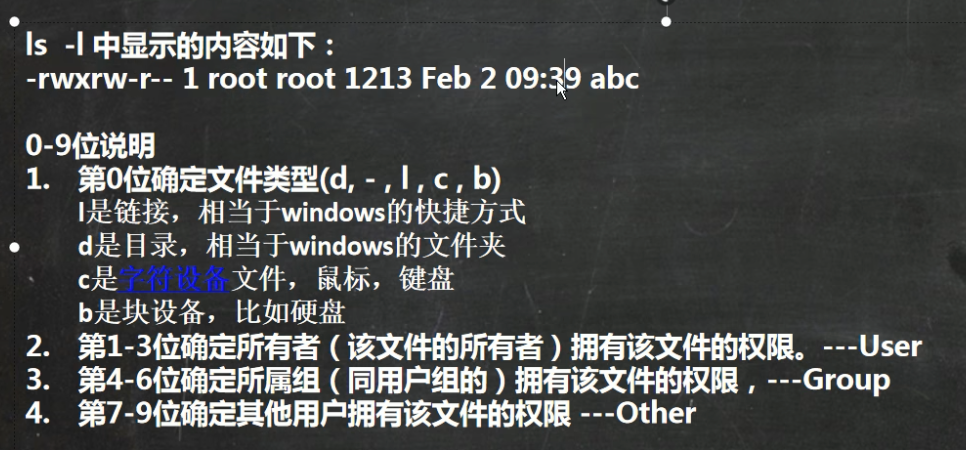 ls -l 中显示的内容如下：
-rwxrw-r-- 1 root root 1213 Feb 2 09:39 abc
0-9位说明
1. 第0位确定文件类型(d, - , l , c , b)
l是链接，相当于windows的快捷方式
d是目录，相当于windows的文件夹
c是字符设备文件，鼠标，键盘
b是块设备，比如硬盘
2. 第1-3位确定所有者（该文件的所有者）拥有该文件的权限。---User
3. 第4-6位确定所属组（同用户组的）拥有该文件的权限，---Group
4. 第7-9位确定其他用户拥有该文件的权限 ---Other